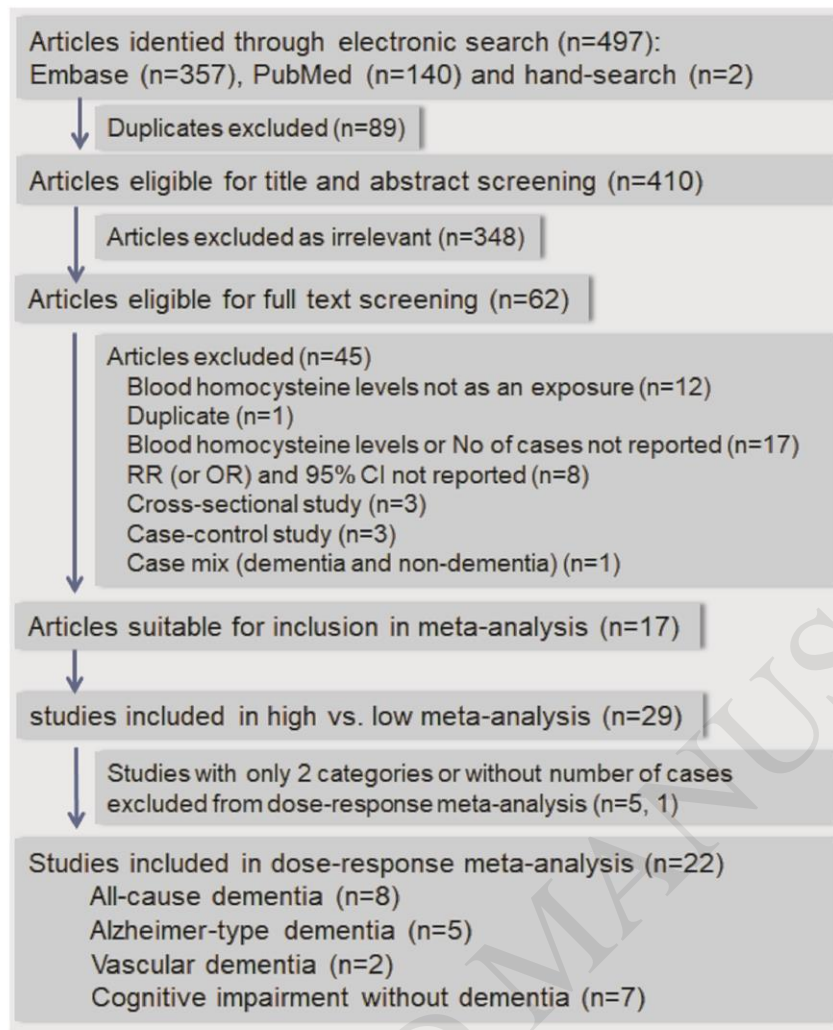 Articles identied through electronic search (n=497):
Embase (n=357), PubMed (n=140) and hand-search (n=2)
Duplicates excluded (n=89)
Articles eligible for title and abstract screening (n=410)
Articles excluded as irrelevant (n=348)
Articles eligible for full text screening (n=62)
Articles excluded (n=45)
Blood homocysteine levels not as an exposure (n=12)
Duplicate (n=1)
Blood homocysteine levels or No of cases not reported (n=17)
RR (or OR) and 95% CI not reported (n=8)
Cross-sectional study (n=3)
Case-control study (n=3)
Case mix (dementia and non-dementia) (n=1)
Articles suitable for inclusion in meta-analysis (n=17)
studies included in high vs. low meta-analysis (n=29)
Studies with only 2 categories or without number of cases
excluded from dose-response meta-analysis (n=5, 1)
Studies included in dose-response meta-analysis (n=22)
All-cause dementia (n=8)
Alzheimer-type dementia (n=5)
Vascular dementia (n=2)
Cognitive impairment without dementia (n=7)